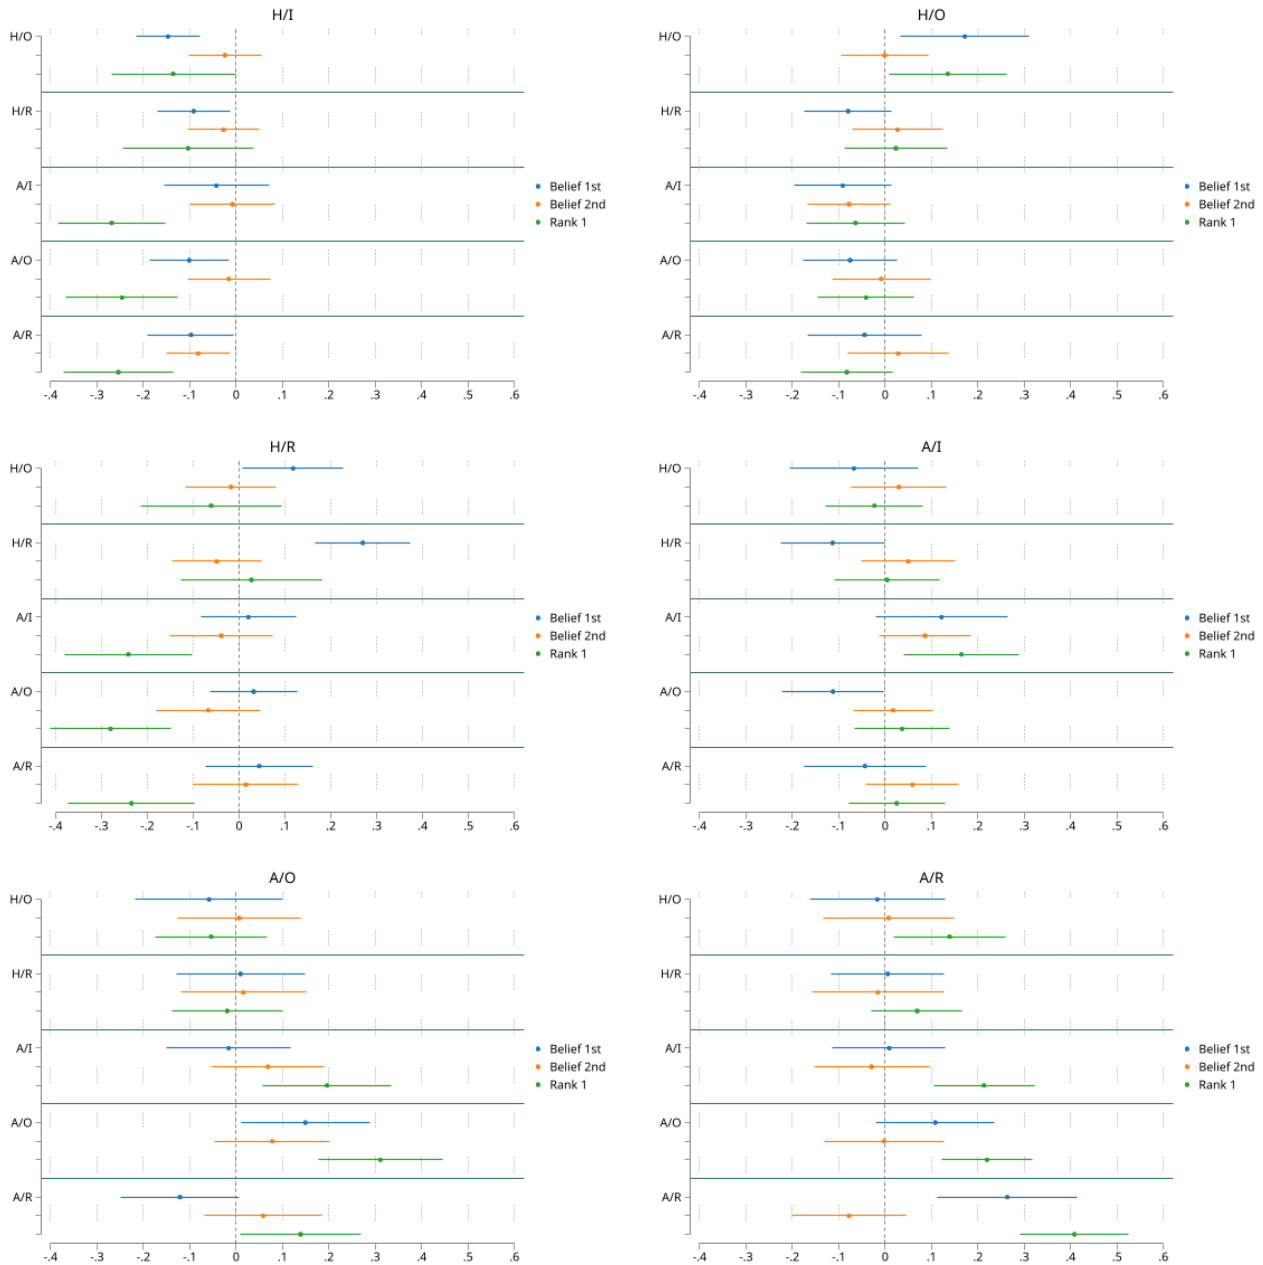 H/I
H/O
H/R
A/I
A/O
A/R
-.4 -.3 -.2 -.1 0 .1 .2 .3 .4 .5 .6
Belief 1st
Belief 2nd
Rank 1
H/O
H/O
H/R
A/I
A/O
A/R
-.4 -.3 -.2 -.1 0 .1 .2 .3 .4 .5 .6
Belief 1st
Belief 2nd
Rank 1
H/R
H/O
H/R
A/I
A/O
A/R
-.4 -.3 -.2 -.1 0 .1 .2 .3 .4 .5 .6
Belief 1st
Belief 2nd
Rank 1
A/I
H/O
H/R
A/I
A/O
A/R
-.4 -.3 -.2 -.1 0 .1 .2 .3 .4 .5 .6
Belief 1st
Belief 2nd
Rank 1
A/O
H/O
H/R
A/I
A/O
A/R
-.4 -.3 -.2 -.1 0 .1 .2 .3 .4 .5 .6
Belief 1st
Belief 2nd
Rank 1
A/R
H/O
H/R
A/I
A/O
A/R
-.4 -.3 -.2 -.1 0 .1 .2 .3 .4 .5 .6
Belief 1st
Belief 2nd
Rank 1